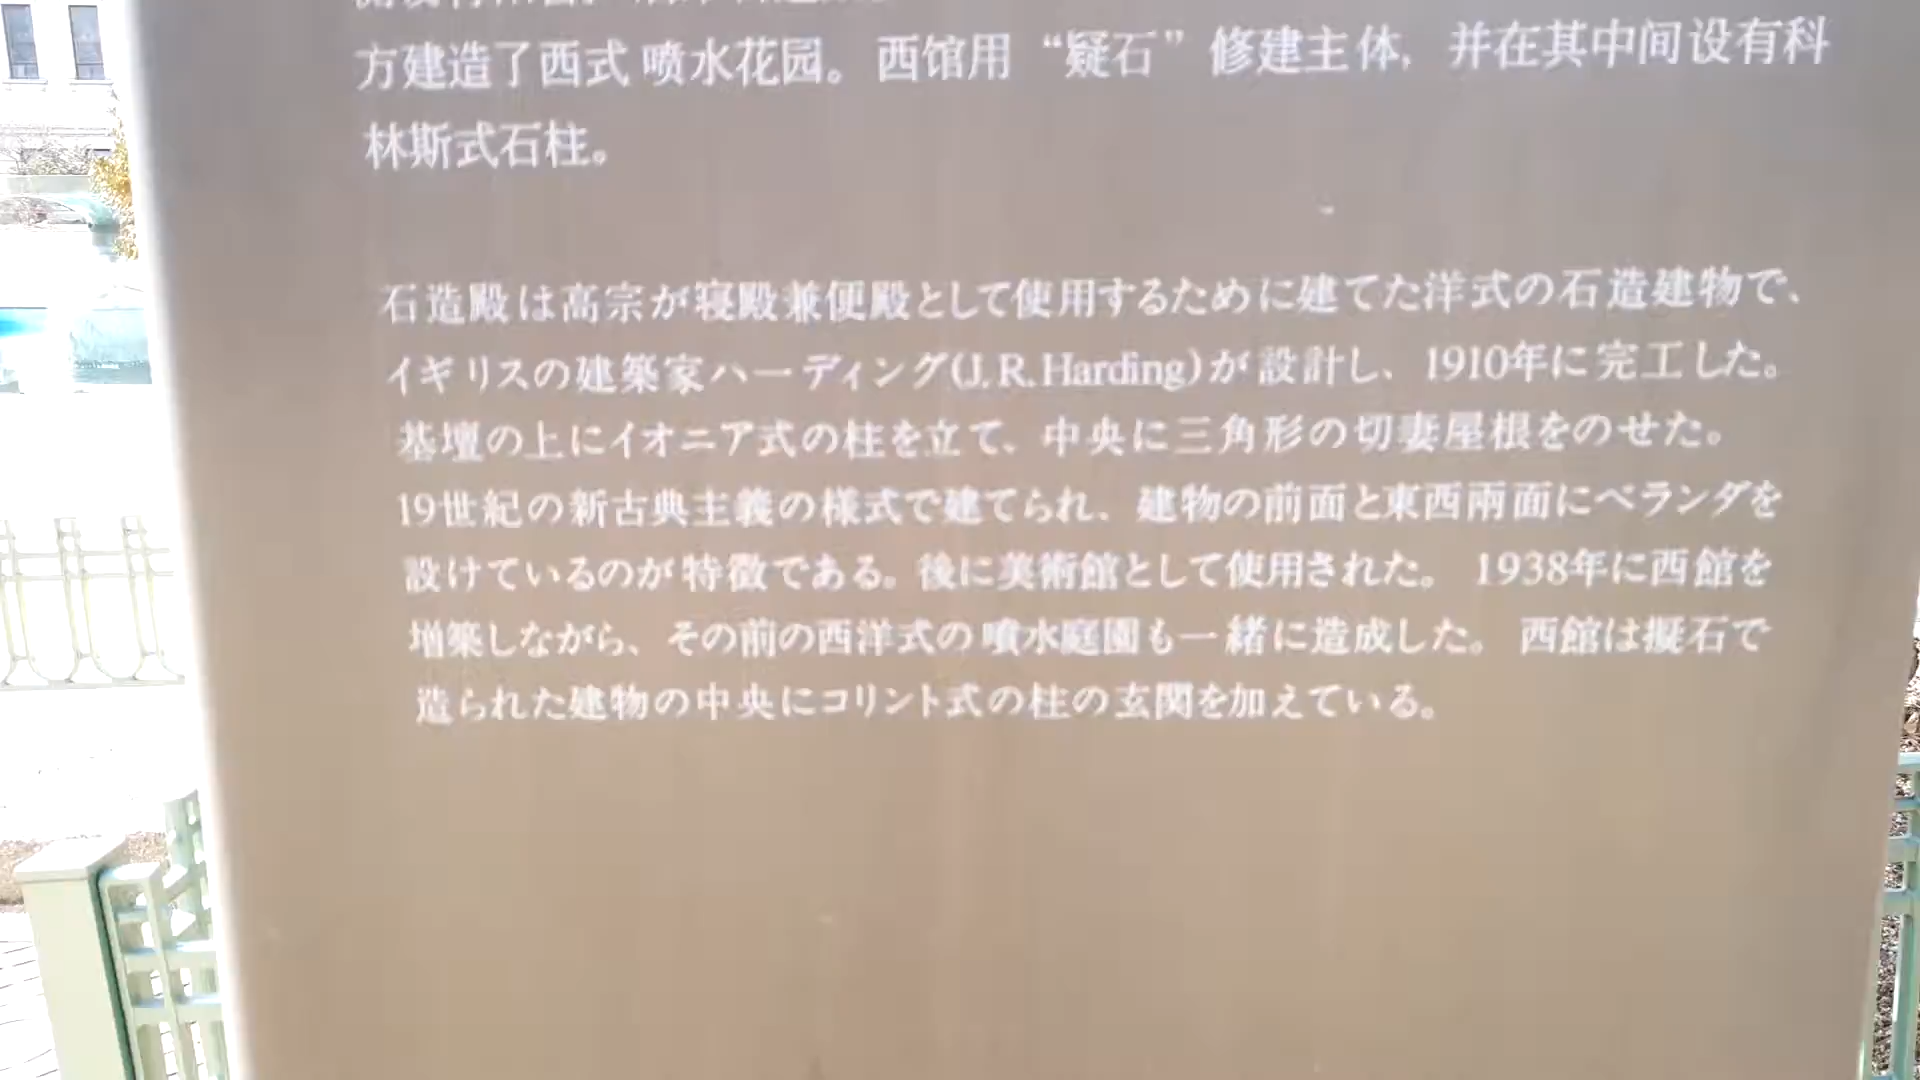 方建造了西式 喷水花园。西馆用“疑石”修建主体，并在其中间设有科
林斯式石柱。
石造殿は高宗が寝殿兼便殿として使用するために建てた洋式の石造建物で、
イギリスの建築家ハーディング(J.R.Harding)が設計し、1910年に完工した。
基壇の上にイオニア式の柱を立て、中央に三角形の切妻屋根をのせた。
19世紀の新古典主義の様式で建てられ、建物の前面と東西兩面にベランダを
設けているのが特徴である。後に美術館として使用された。 1938年に西館を
増築しながら、その前の西洋式の噴水庭園も一緒に造成した。 西館は擬石で
造られた建物の中央にコリント式の柱の玄関を加えている。